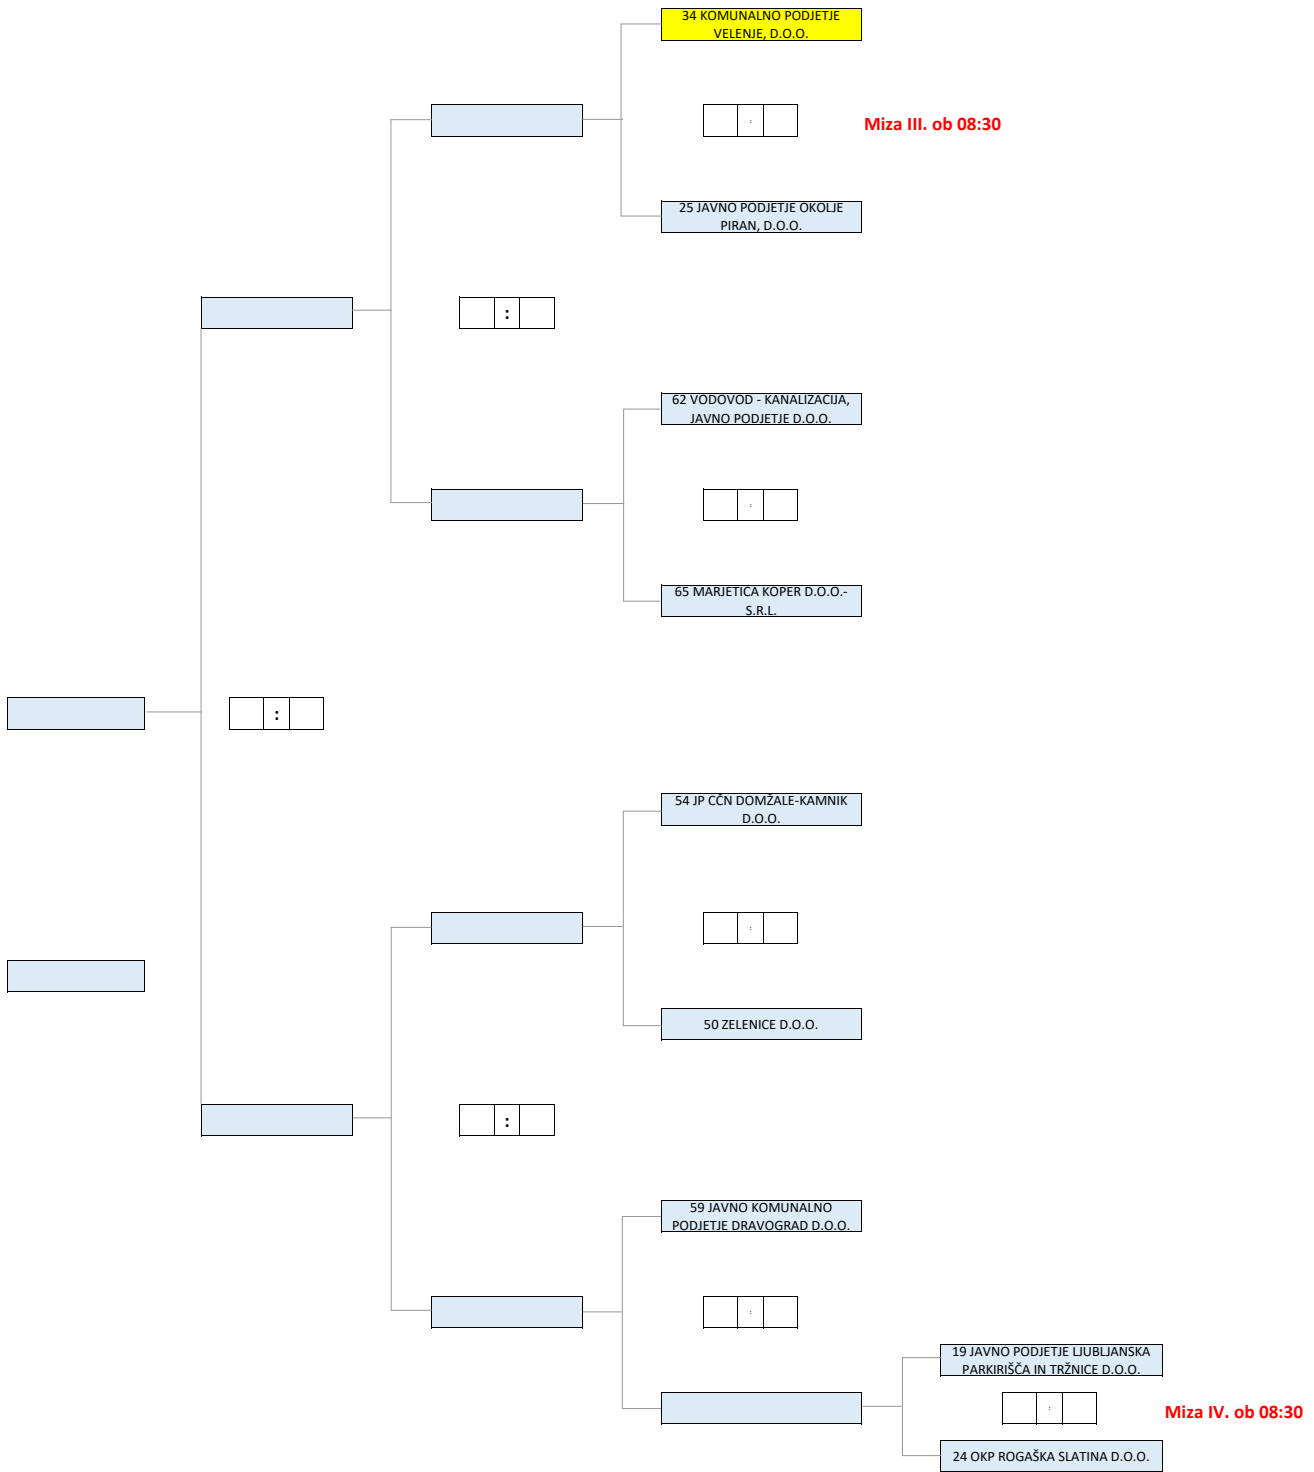 34 KOMUNALNO PODJETJE
VELENJE, D.O.O.
:
Miza III. ob 08:30
25 JAVNO PODJETJE OKOLJE
PIRAN, D.O.O.
:
62 VODOVOD - KANALIZACIJA,
JAVNO PODJETJE D.O.O.
:
65 MARJETICA KOPER D.O.O.-
S.R.L.
:
54 JP CČN DOMŽALE-KAMNIK
D.O.O.
:
50 ZELENICE D.O.O.
:
59 JAVNO KOMUNALNO
PODJETJE DRAVOGRAD D.O.O.
:
19 JAVNO PODJETJE LJUBLJANSKA
PARKIRIŠČA IN TRŽNICE D.O.O.
:
Miza IV. ob 08:30
24 OKP ROGAŠKA SLATINA D.O.O.